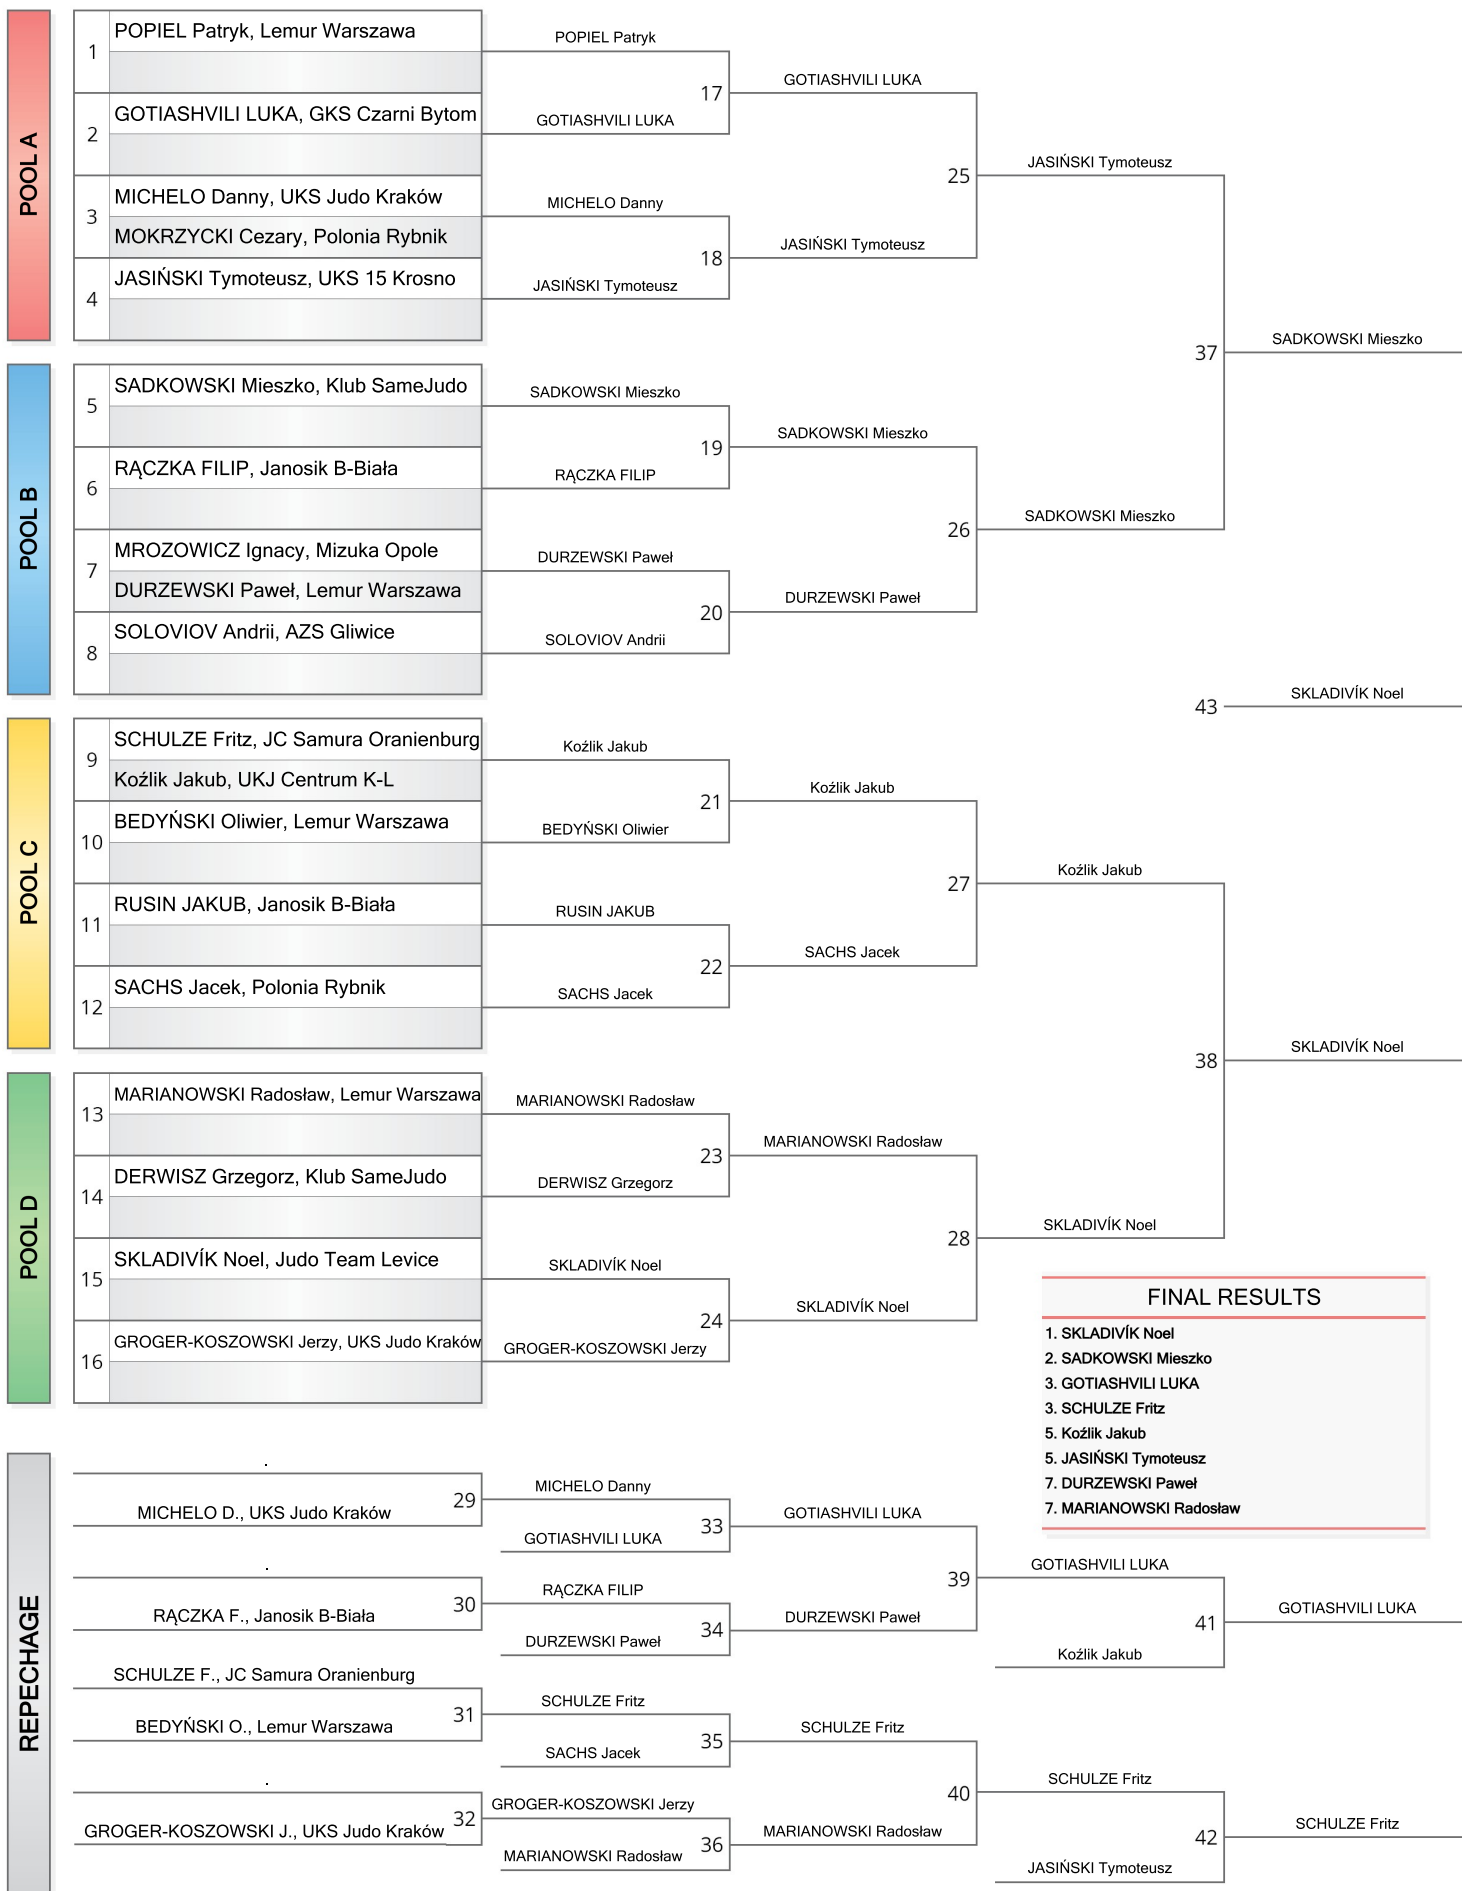 POOL A
1
POPIEL Patryk, Lemur Warszawa
2
GOTIASHVILI LUKA, GKS Czarni Bytom
3
MICHELO Danny, UKS Judo Kraków
MOKRZYCKI Cezary, Polonia Rybnik
4
JASIŃSKI Tymoteusz, UKS 15 Krosno
POPIEL Patryk
17
GOTIASHVILI LUKA
MICHELO Danny
18
JASIŃSKI Tymoteusz
GOTIASHVILI LUKA
25
JASIŃSKI Tymoteusz
JASIŃSKI Tymoteusz
37
SADKOWSKI Mieszko
POOL B
5
SADKOWSKI Mieszko, Klub SameJudo
6
RĄCZKA FILIP, Janosik B-Biała
7
MROZOWICZ Ignacy, Mizuka Opole
DURZEWSKI Paweł, Lemur Warszawa
8
SOLOVIOV Andrii, AZS Gliwice
SADKOWSKI Mieszko
19
RĄCZKA FILIP
DURZEWSKI Paweł
20
SOLOVIOV Andrii
SADKOWSKI Mieszko
26
DURZEWSKI Paweł
SADKOWSKI Mieszko
43
SKLADIVÍK Noel
POOL C
9
SCHULZE Fritz, JC Samura Oranienburg
Koźlik Jakub, UKJ Centrum K-L
10
BEDYŃSKI Oliwier, Lemur Warszawa
11
RUSIN JAKUB, Janosik B-Biała
12
SACHS Jacek, Polonia Rybnik
Koźlik Jakub
21
BEDYŃSKI Oliwier
RUSIN JAKUB
22
SACHS Jacek
Koźlik Jakub
27
SACHS Jacek
Koźlik Jakub
38
SKLADIVÍK Noel
POOL D
13
MARIANOWSKI Radosław, Lemur Warszawa
14
DERWISZ Grzegorz, Klub SameJudo
15
SKLADIVÍK Noel, Judo Team Levice
16
GROGER-KOSZOWSKI Jerzy, UKS Judo Kraków
MARIANOWSKI Radosław
23
DERWISZ Grzegorz
SKLADIVÍK Noel
24
GROGER-KOSZOWSKI Jerzy
MARIANOWSKI Radosław
28
SKLADIVÍK Noel
SKLADIVÍK Noel
FINAL RESULTS
1. SKLADIVÍK Noel
2. SADKOWSKI Mieszko
3. GOTIASHVILI LUKA
3. SCHULZE Fritz
5. Koźlik Jakub
5. JASIŃSKI Tymoteusz
7. DURZEWSKI Paweł
7. MARIANOWSKI Radosław
REPECHAGE
.
29
MICHELO D., UKS Judo Kraków
.
30
RĄCZKA F., Janosik B-Biała
SCHULZE F., JC Samura Oranienburg
31
BEDYŃSKI O., Lemur Warszawa
.
32
GROGER-KOSZOWSKI J., UKS Judo Kraków
MICHELO Danny
33
GOTIASHVILI LUKA
RĄCZKA FILIP
34
DURZEWSKI Paweł
SCHULZE Fritz
35
SACHS Jacek
GROGER-KOSZOWSKI Jerzy
36
MARIANOWSKI Radosław
GOTIASHVILI LUKA
39
DURZEWSKI Paweł
SCHULZE Fritz
40
MARIANOWSKI Radosław
GOTIASHVILI LUKA
41
Koźlik Jakub
SCHULZE Fritz
42
JASIŃSKI Tymoteusz
GOTIASHVILI LUKA
SCHULZE Fritz